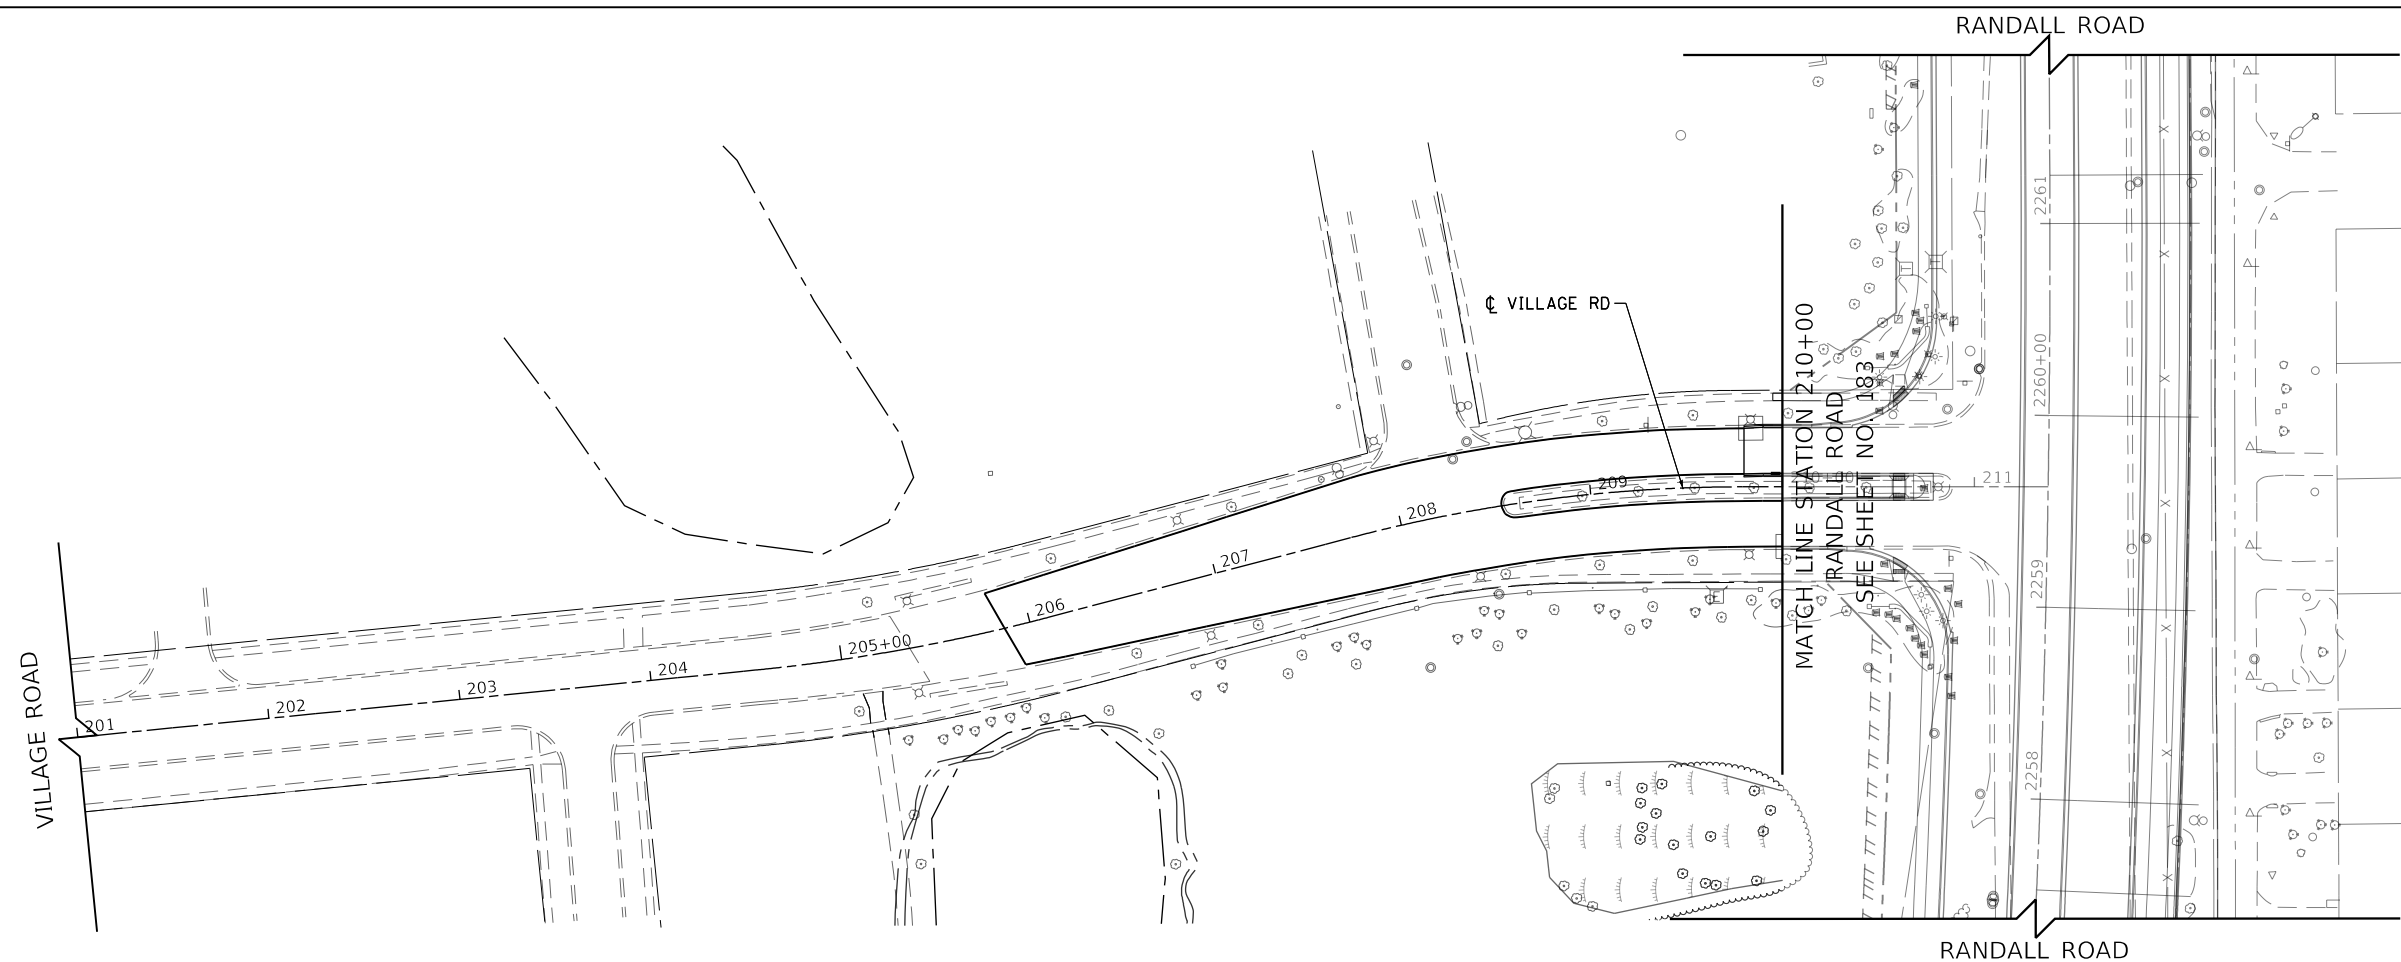 RANDALL ROAD
2261
2260+00
2259
2258
℄ VILLAGE RD
MATCH LINE STATION 210+00
RANDALL ROAD
SEE SHEET NO. 183
211
209
208
207
206
205+00
204
203
202
201
VILLAGE ROAD
RANDALL ROAD